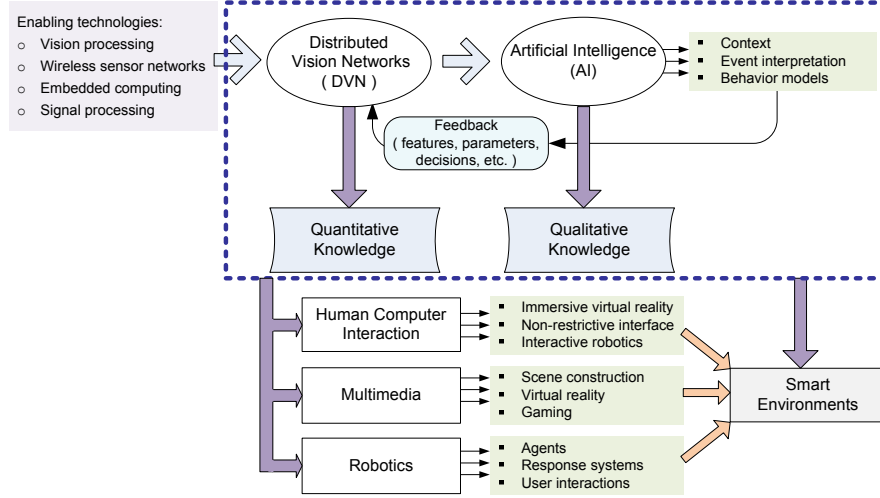 Enabling technologies:
○ Vision processing
○ Wireless sensor networks
○ Embedded computing
○ Signal processing
Distributed
Vision Networks
( DVN )
Artificial Intelligence
(AI)
▪ Context
▪ Event interpretation
▪ Behavior models
Feedback
( features, parameters,
decisions, etc. )
Quantitative
Knowledge
Qualitative
Knowledge
Human Computer
Interaction
▪ Immersive virtual reality
▪ Non-restrictive interface
▪ Interactive robotics
Multimedia
▪ Scene construction
▪ Virtual reality
▪ Gaming
Smart
Environments
Robotics
▪ Agents
▪ Response systems
▪ User interactions